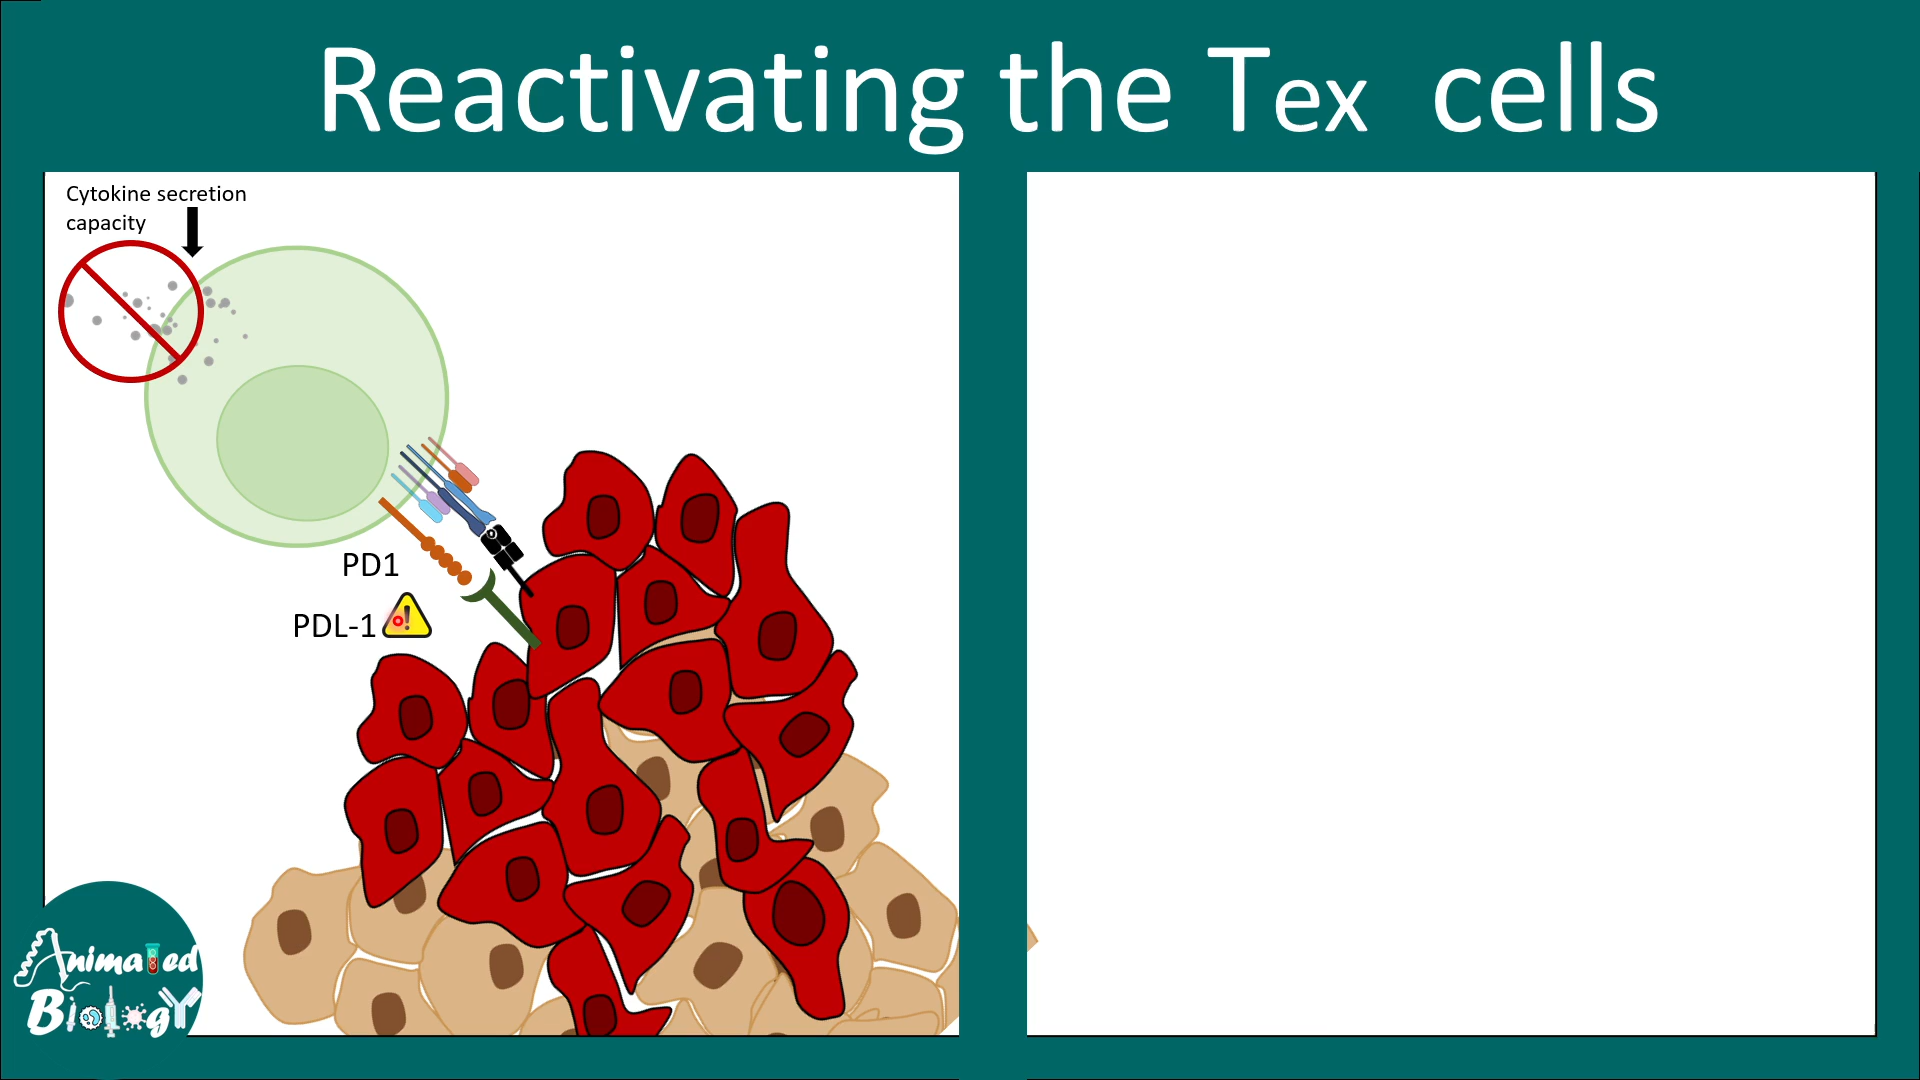 Reactivating the Tex cells
Cytokine secretion
capacity
PD1
PDL-1
Animated
Biology